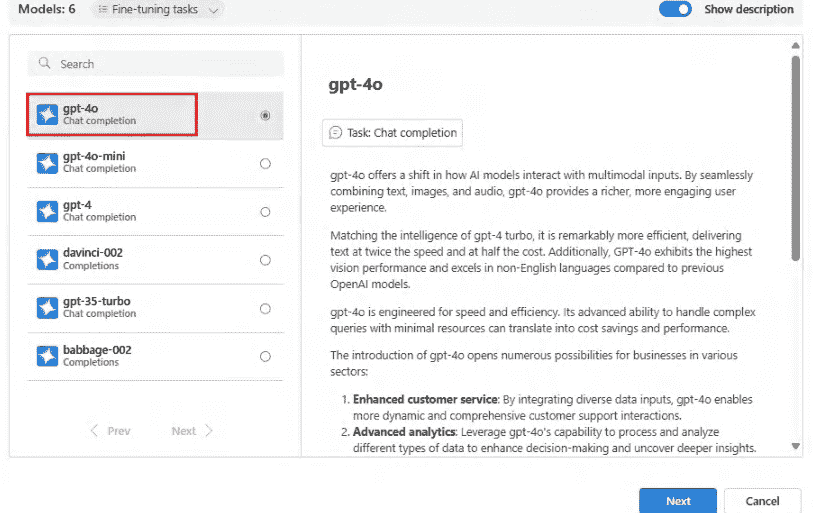 Models: 6
Fine-tuning tasks
Show description
Search
gpt-4o
Chat completion
gpt-4o-mini
Chat completion
gpt-4
Chat completion
davinci-002
Completions
gpt-35-turbo
Chat completion
babbage-002
Completions
Prev
Next
gpt-4o
Task: Chat completion
gpt-4o offers a shift in how AI models interact with multimodal inputs. By seamlessly
combining text, images, and audio, gpt-4o provides a richer, more engaging user
experience.
Matching the intelligence of gpt-4 turbo, it is remarkably more efficient, delivering
text at twice the speed and at half the cost. Additionally, GPT-4o exhibits the highest
vision performance and excels in non-English languages compared to previous
OpenAI models.
gpt-4o is engineered for speed and efficiency. Its advanced ability to handle complex
queries with minimal resources can translate into cost savings and performance.
The introduction of gpt-4o opens numerous possibilities for businesses in various
sectors:
1. Enhanced customer service: By integrating diverse data inputs, gpt-4o enables
more dynamic and comprehensive customer support interactions.
2. Advanced analytics: Leverage gpt-4o's capability to process and analyze
different types of data to enhance decision-making and uncover deeper insights.
Next
Cancel